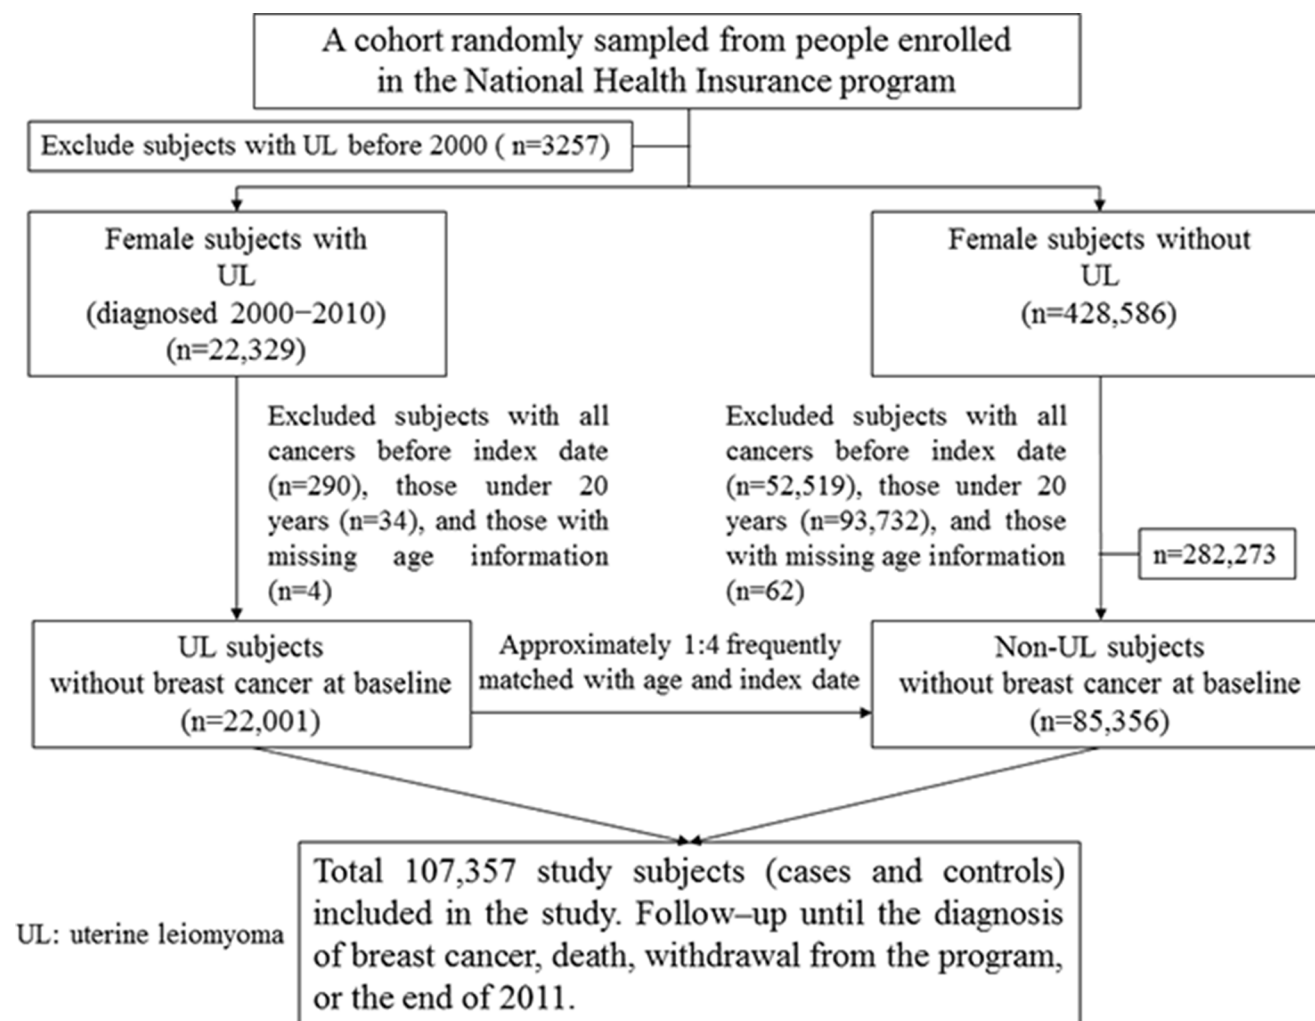 A cohort randomly sampled from people enrolled
in the National Health Insurance program
Exclude subjects with UL before 2000 ( n=3257)
Female subjects with
UL
(diagnosed 2000−2010)
(n=22,329)
Female subjects without
UL
(n=428,586)
Excluded subjects with all
cancers before index date
(n=290), those under 20
years (n=34), and those with
missing age information
(n=4)
Excluded subjects with all
cancers before index date
(n=52,519), those under 20
years (n=93,732), and those
with missing age information
(n=62)
n=282,273
UL subjects
without breast cancer at baseline
(n=22,001)
Approximately 1:4 frequently
matched with age and index date
Non-UL subjects
without breast cancer at baseline
(n=85,356)
Total 107,357 study subjects (cases and controls)
included in the study. Follow–up until the diagnosis
of breast cancer, death, withdrawal from the program,
or the end of 2011.
UL: uterine leiomyoma